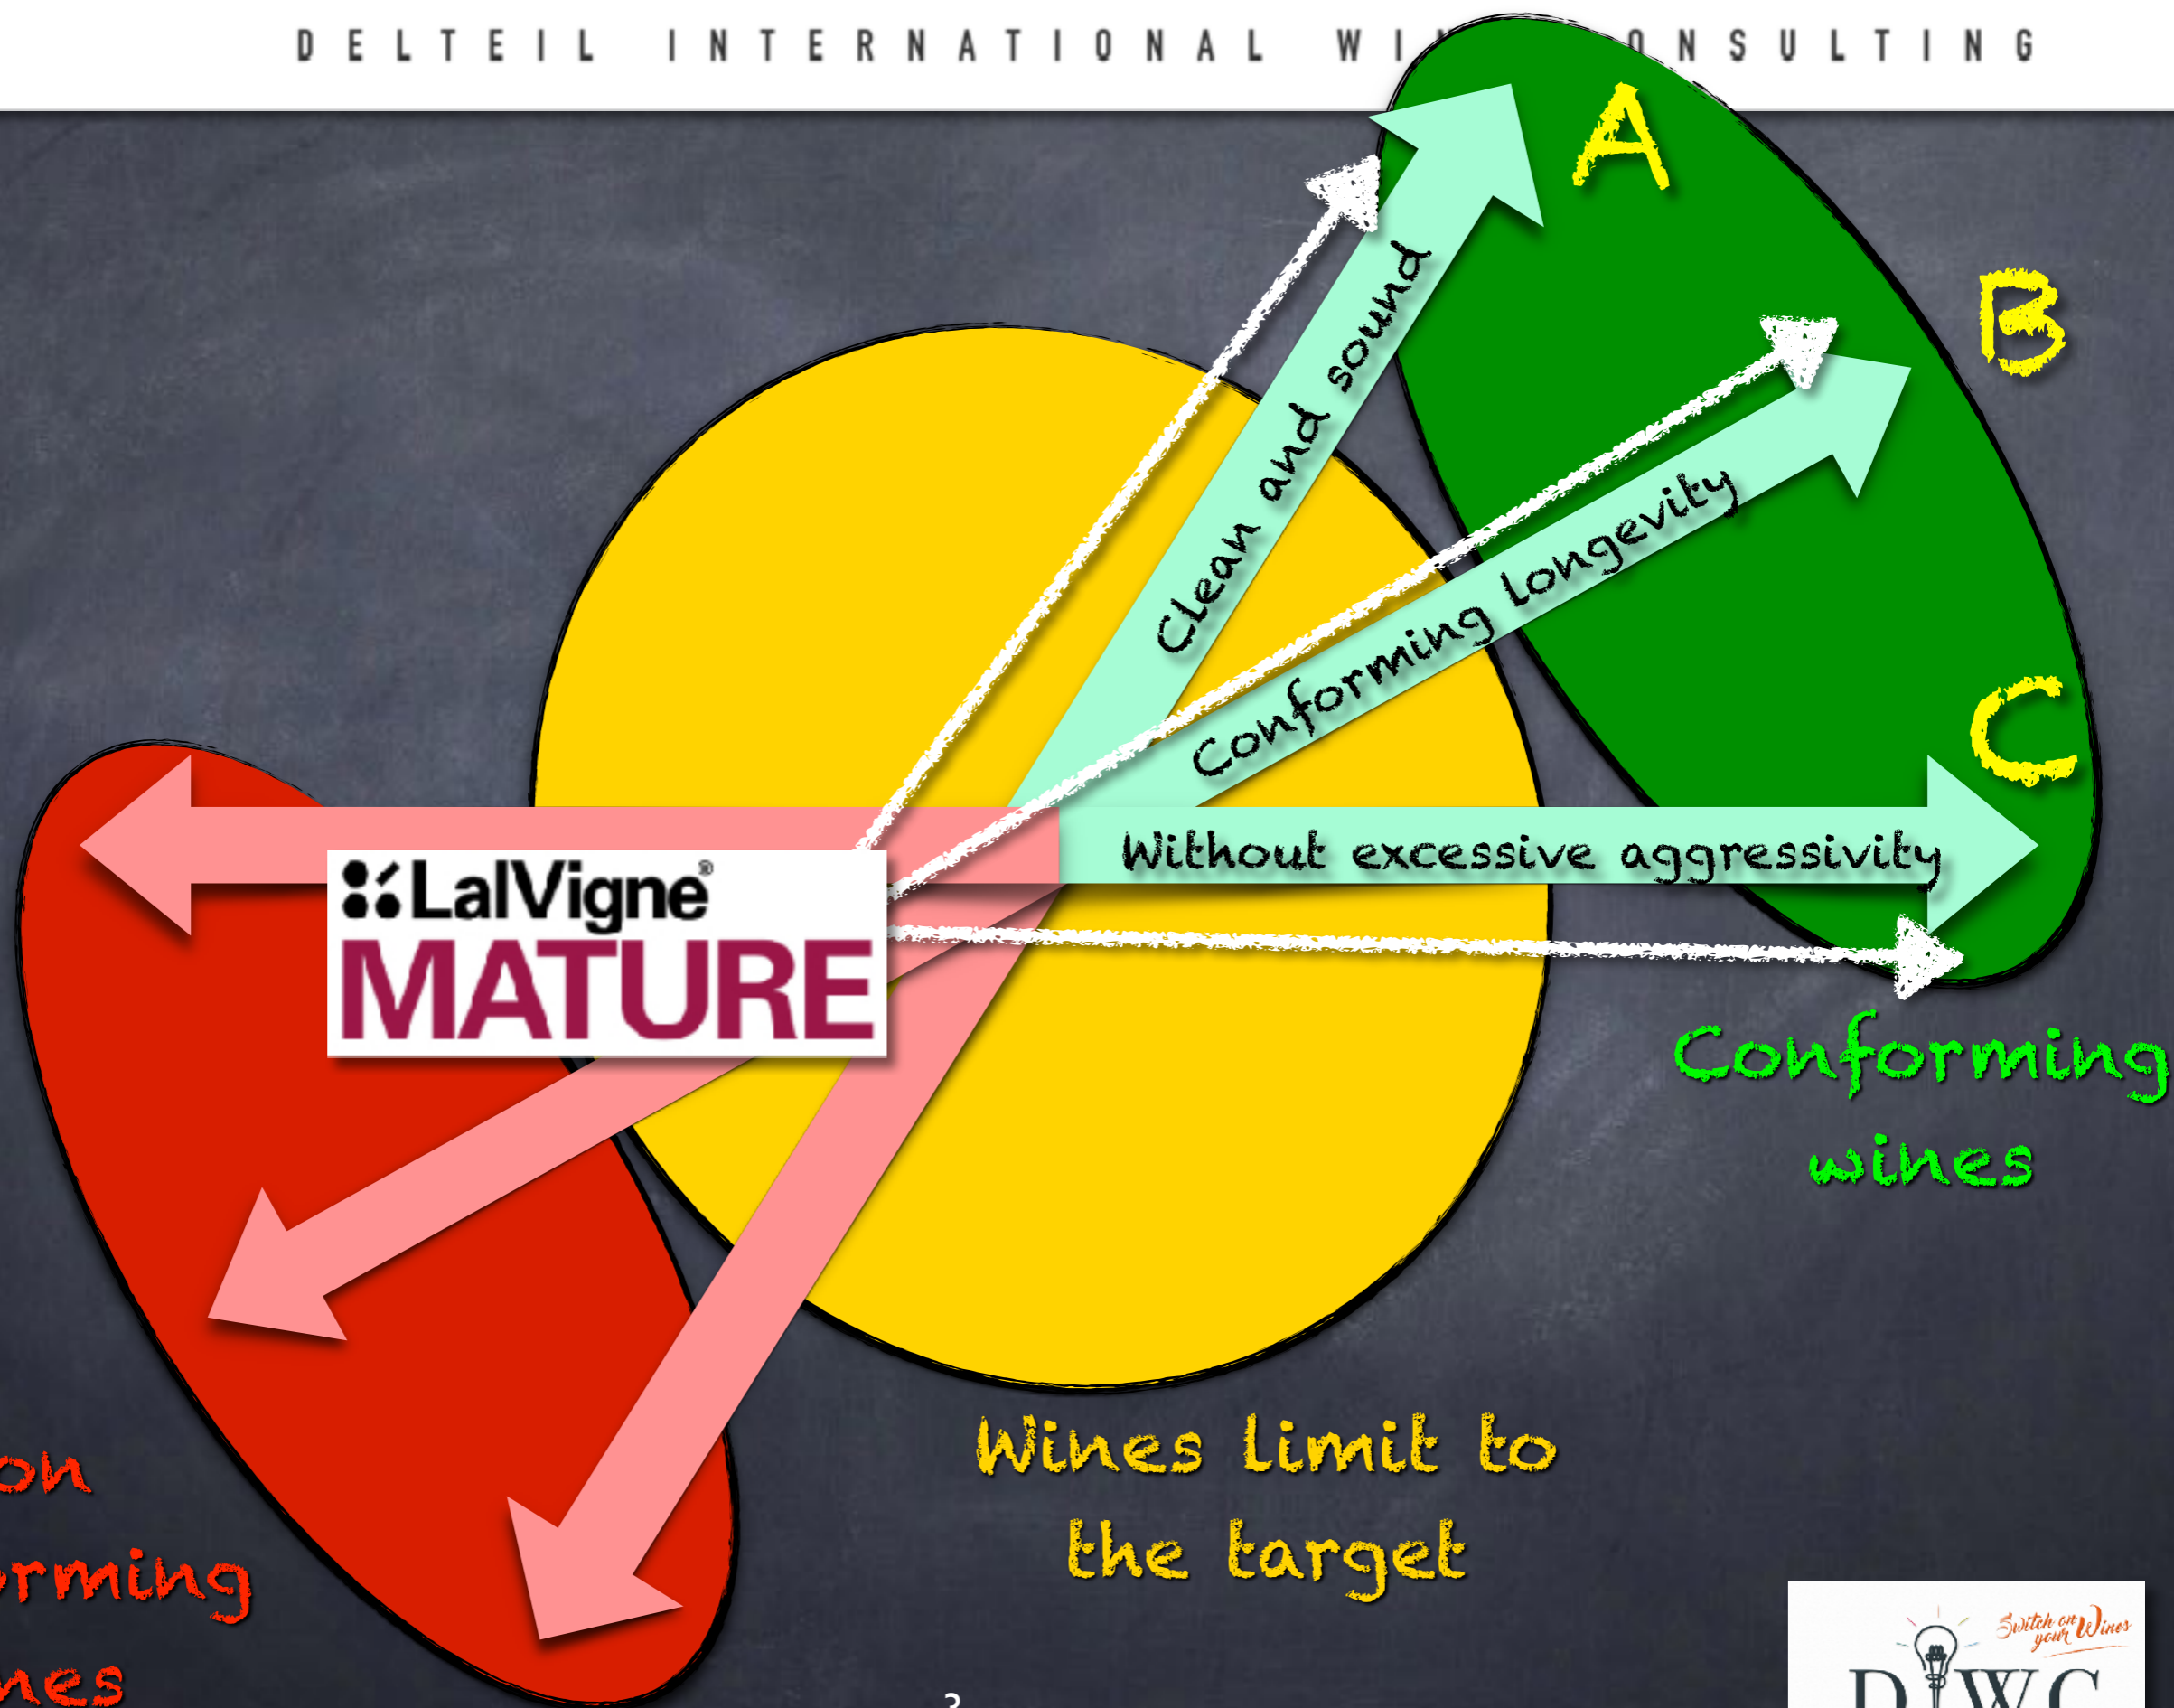 DELTEIL INTERNATIONAL WI ONSULTING
A
B
C
Clean and sound
Conforming longevity
Without excessive aggressivity
LalVigne®
MATURE
Conforming
wines
Wines limit to
the target
on
rming
nes
3
Switch on
your Wines
DIWC